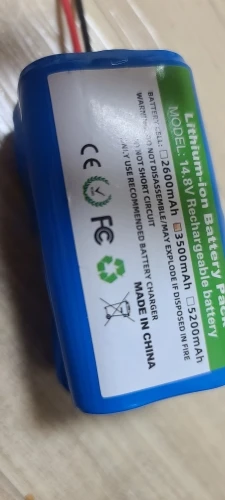 Lithium-ion Battery Pack
MODEL: 14.8V Rechargeable battery
BATTERY CELL: □2600mAh ☑3500mAh □5200mAh
WARNING: DO NOT DISASSEMBLE/MAY EXPLODE IF DISPOSED IN FIRE
DO NOT SHORT CIRCUIT
ONLY USE RECOMMENDED BATTERY CHARGER
CE FC MADE IN CHINA